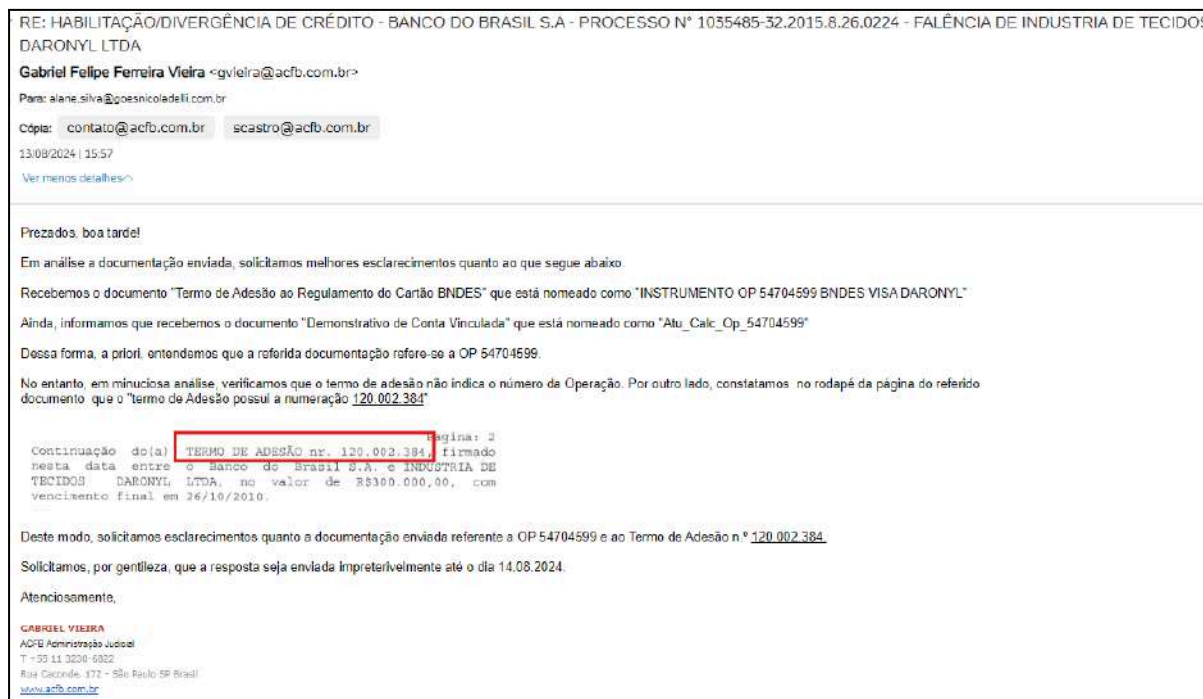 RE: HABILITAÇÃO/DIVERGÊNCIA DE CRÉDITO - BANCO DO BRASIL S.A - PROCESSO N° 1035485-32.2015.8.26.0224 - FALÊNCIA DE INDUSTRIA DE TECIDOS
DARONYL LTDA
Gabriel Felipe Ferreira Vieira <gvieira@acfb.com.br>
Para: alane.silva@goesnicoladelli.com.br
Cópia: contato@acfb.com.br scastro@acfb.com.br
13/08/2024 | 15:57
Ver menos detalhes
Prezados, boa tarde!
Em análise a documentação enviada, solicitamos melhores esclarecimentos quanto ao que segue abaixo.
Recebemos o documento "Termo de Adesão ao Regulamento do Cartão BNDES" que está nomeado como "INSTRUMENTO OP 54704599 BNDES VISA DARONYL"
Ainda, informamos que recebemos o documento "Demonstrativo de Conta Vinculada" que está nomeado como "Atu_Calc_Op_54704599"
Dessa forma, a priori, entendemos que a referida documentação refere-se a OP 54704599.
No entanto, em minuciosa análise, verificamos que o termo de adesão não indica o número da Operação. Por outro lado, constatamos no rodapé da página do referido
documento que o "termo de Adesão possui a numeração 120.002.384"
Pagina: 2
Continuação do(a) TERMO DE ADESÃO nr. 120.002.384, firmado
nesta data entre o Banco do Brasil S.A. e INDUSTRIA DE
TECIDOS DARONYL LTDA, no valor de R$300.000,00, com
vencimento final em 26/10/2010.
Deste modo, solicitamos esclarecimentos quanto a documentação enviada referente a OP 54704599 e ao Termo de Adesão n.º 120.002.384.
Solicitamos, por gentileza, que a resposta seja enviada impreterivelmente até o dia 14.08.2024.
Atenciosamente,
GABRIEL VIEIRA
ACFB Administração Judicial
T +55 11 3230-6822
Rua Caconde, 172 - São Paulo SP Brasil
www.acfb.com.br